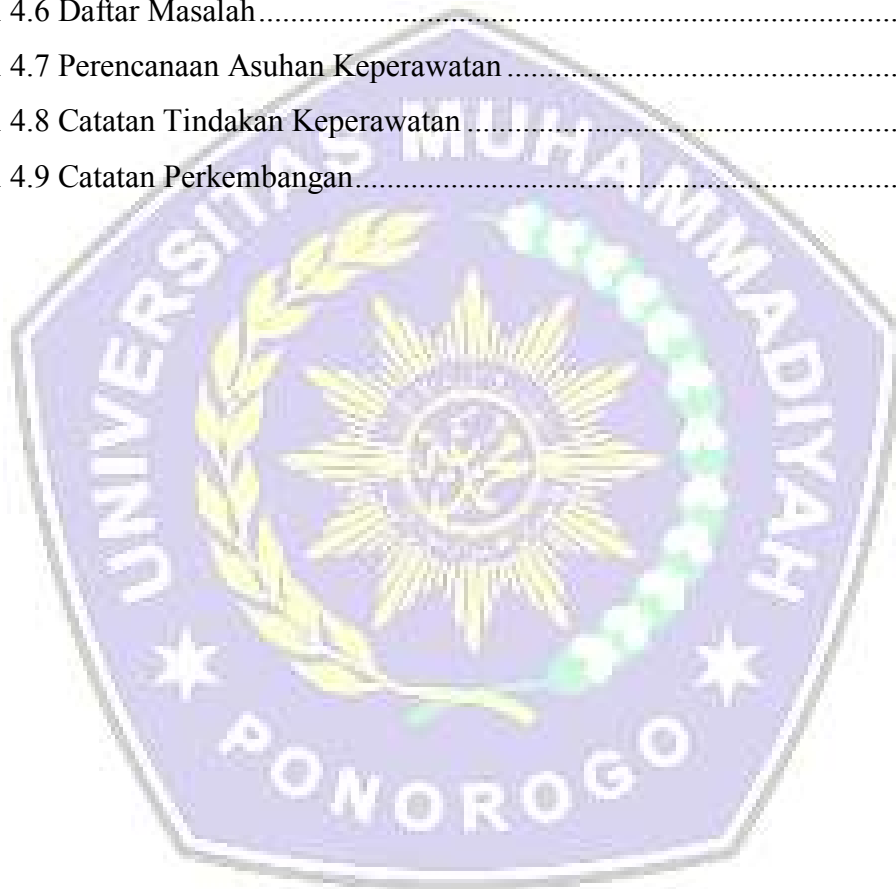 4.6 Daftar Masalah........................................................................
4.7 Perencanaan Asuhan Keperawatan............................................
4.8 Catatan Tindakan Keperawatan.................................................
4.9 Catatan Perkembangan..............................................................
UNIVERSITAS MUHAMMADIYAH
PONOROGO